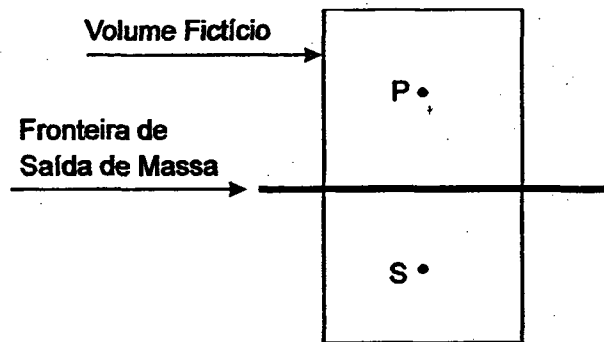 Volume Fictício
P
Fronteira de
Saída de Massa
S